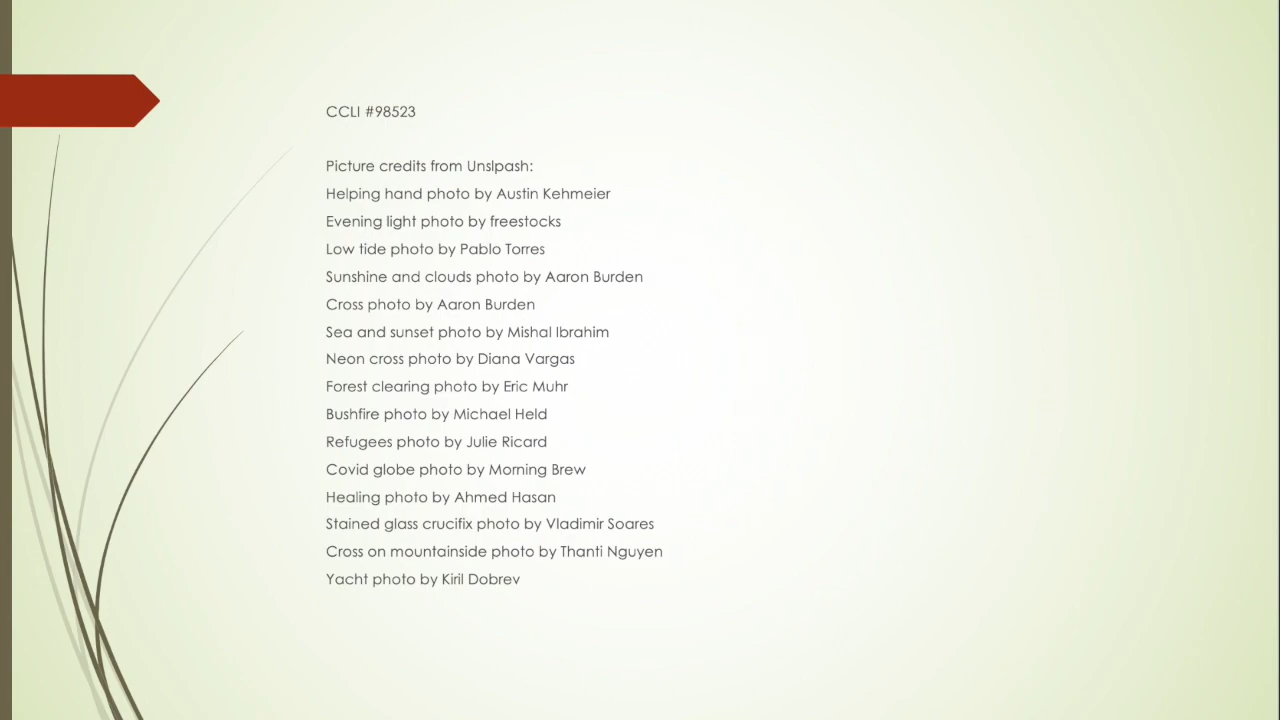 CCLI #98523
Picture credits from Unslpash:
Helping hand photo by Austin Kehmeier
Evening light photo by freestocks
Low tide photo by Pablo Torres
Sunshine and clouds photo by Aaron Burden
Cross photo by Aaron Burden
Sea and sunset photo by Mishal Ibrahim
Neon cross photo by Diana Vargas
Forest clearing photo by Eric Muhr
Bushfire photo by Michael Held
Refugees photo by Julie Ricard
Covid globe photo by Morning Brew
Healing photo by Ahmed Hasan
Stained glass crucifix photo by Vladimir Soares
Cross on mountainside photo by Thanti Nguyen
Yacht photo by Kiril Dobrev